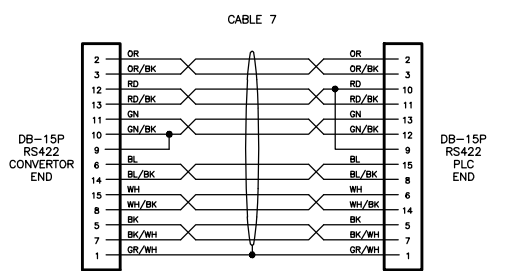 CABLE 7
OR OR
2 2
OR/BK OR/BK
3 3
RD RD
12 10
RD/BK RD/BK
13 11
GN GN
11 13
GN/BK GN/BK
10 12
9 9
DB-15P
RS422
CONVERTOR
END
DB-15P
RS422
PLC
END
BL BL
6 15
BL/BK BL/BK
14 8
WH WH
15 6
WH/BK WH/BK
8 14
BK BK
5 5
BK/WH BK/WH
7 7
GR/WH GR/WH
1 1